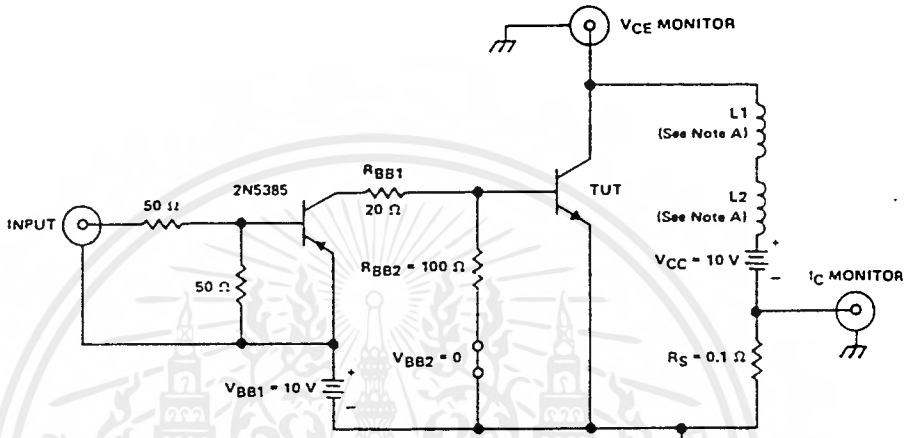 VCE MONITOR
L1
(See Note A)
RBB1
2N5385
TUT
50 Ω
20 Ω
L2
(See Note A)
INPUT
+
VCC = 10 V
-
RBB2 = 100 Ω
IC MONITOR
50 Ω
+
VBB1 = 10 V
-
VBB2 = 0
RS = 0.1 Ω